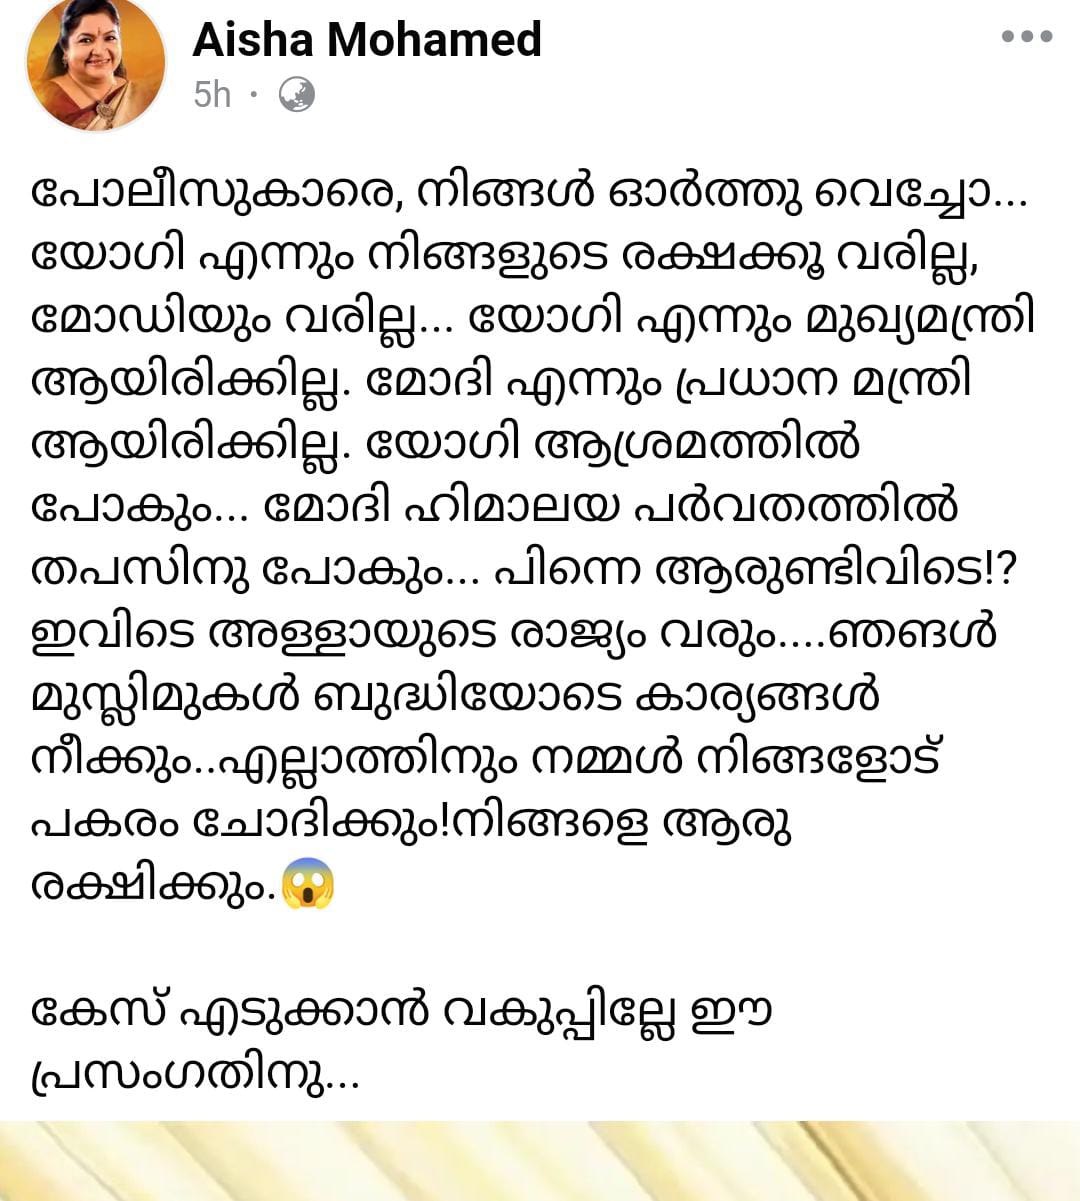 Aisha Mohamed
5h ·
പോലീസുകാരെ, നിങ്ങൾ ഓർത്തു വെച്ചോ...
യോഗി എന്നും നിങ്ങളുടെ രക്ഷക്കൂ വരില്ല,
മോഡിയും വരില്ല... യോഗി എന്നും മുഖ്യമന്ത്രി
ആയിരിക്കില്ല. മോദി എന്നും പ്രധാന മന്ത്രി
ആയിരിക്കില്ല. യോഗി ആശ്രമത്തിൽ
പോകും... മോദി ഹിമാലയ പർവതത്തിൽ
തപസിനു പോകും... പിന്നെ ആരുണ്ടിവിടെ!?
ഇവിടെ അള്ളായുടെ രാജ്യം വരും....ഞങൾ
മുസ്ലിമുകൾ ബുദ്ധിയോടെ കാര്യങ്ങൾ
നീക്കും..എല്ലാത്തിനും നമ്മൾ നിങ്ങളോട്
പകരം ചോദിക്കും!നിങ്ങളെ ആരു
രക്ഷിക്കും.😱
കേസ് എടുക്കാൻ വകുപ്പില്ലേ ഈ
പ്രസംഗതിനു...